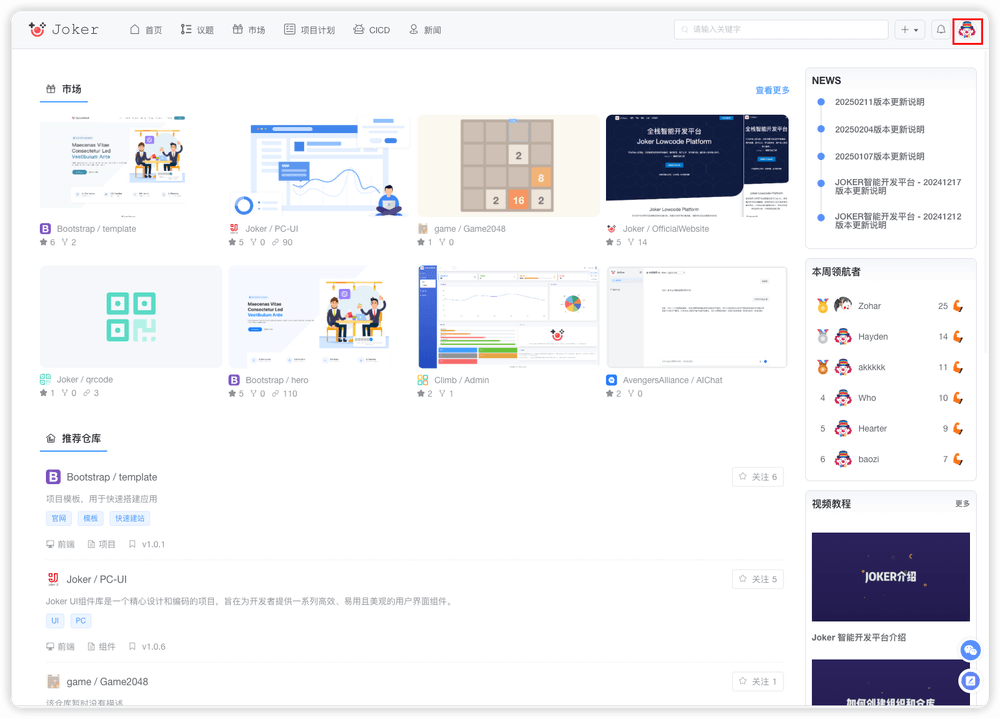 Joker 首页 议题 市场 项目计划 CICD 新闻 请输入关键字
市场 查看更多
Maecenas Vitae
Consectetur Led
Vestibulum Ante
2
8
2 16 2
全栈智能开发平台
Joker Lowcode Platform
Joker Lowcode Platform
Bootstrap / template
6 2
Joker / PC-UI
5 0 90
game / Game2048
1 0
Joker / OfficialWebsite
5 14
Maecenas Vitae
Consectetur Led
Vestibulum Ante
Joker / qrcode
1 0 3
Bootstrap / hero
5 0 110
Climb / Admin
2 1
AvengersAlliance / AIChat
2 0
推荐仓库
Bootstrap / template
关注 6
项目模板，用于快速搭建应用
官网 模板 快速建站
前端 项目 v1.0.1
Joker / PC-UI
关注 5
Joker UI组件库是一个精心设计和编码的项目，旨在为开发者提供一系列高效、易用且美观的用户界面组件。
UI PC
前端 组件 v1.0.6
game / Game2048
关注 1
该仓库暂时没有描述
NEWS
20250211版本更新说明
20250204版本更新说明
20250107版本更新说明
JOKER智能开发平台 - 20241217
版本更新说明
JOKER智能开发平台 - 20241212
版本更新说明
本周领航者
Zohar 25
Hayden 14
akkkkk 11
4 Who 10
5 Hearter 9
6 baozi 7
视频教程 更多
JOKER介绍
Joker 智能开发平台介绍
如何创建组织和仓库